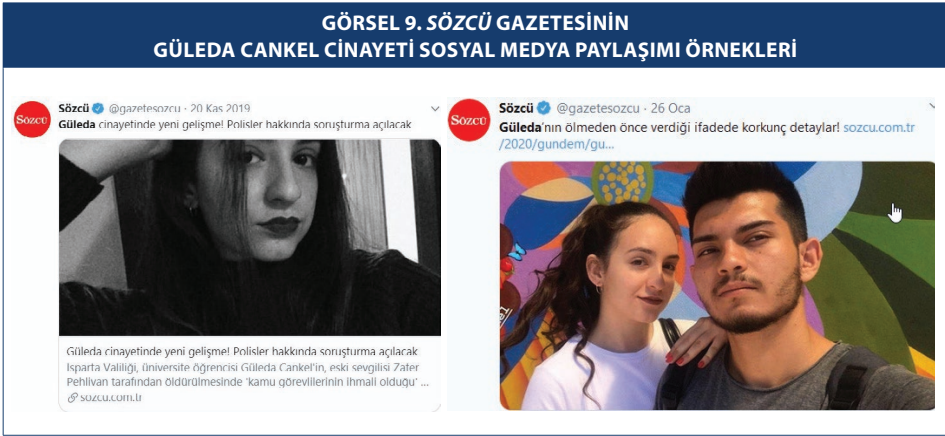 GÖRSEL 9. SÖZCÜ GAZETESİNİN
GÜLEDA CANKEL CİNAYETİ SOSYAL MEDYA PAYLAŞIMI ÖRNEKLERİ
Sözcü
Sözcü @gazetesozcu · 20 Kas 2019
Güleda cinayetinde yeni gelişme! Polisler hakkında soruşturma açılacak
Güleda cinayetinde yeni gelişme! Polisler hakkında soruşturma açılacak
Isparta Valiliği, üniversite öğrencisi Güleda Cankel'in, eski sevgilisi Zafer
Pehlivan tarafından öldürülmesinde 'kamu görevlilerinin ihmali olduğu' ...
sozcu.com.tr
Sözcü
Sözcü @gazetesozcu · 26 Oca
Güleda'nın ölmeden önce verdiği ifadede korkunç detaylar! sozcu.com.tr
/2020/gundem/gu...